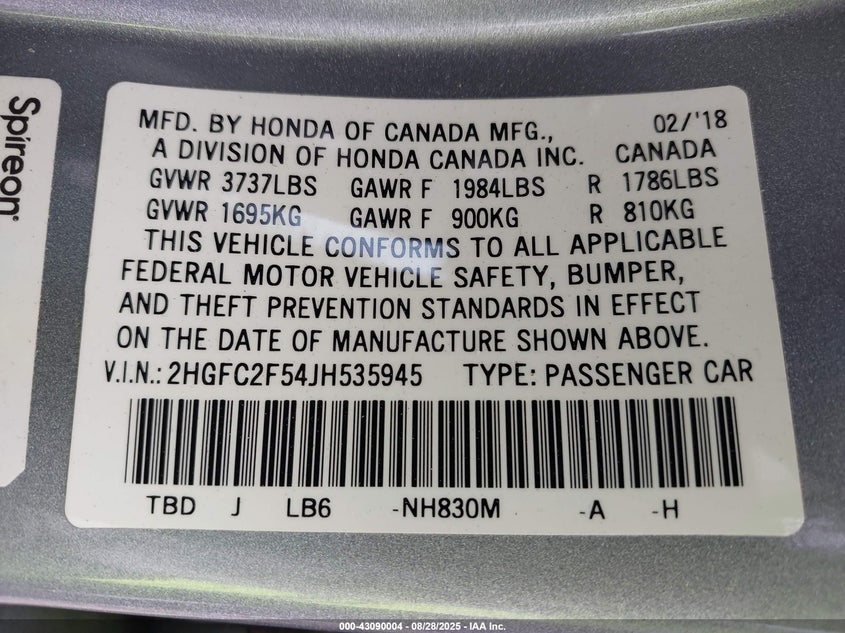 Spireon
MFD. BY HONDA OF CANADA MFG., 02/'18
A DIVISION OF HONDA CANADA INC. CANADA
GVWR 3737LBS GAWR F 1984LBS R 1786LBS
GVWR 1695KG GAWR F 900KG R 810KG
THIS VEHICLE CONFORMS TO ALL APPLICABLE
FEDERAL MOTOR VEHICLE SAFETY, BUMPER,
AND THEFT PREVENTION STANDARDS IN EFFECT
ON THE DATE OF MANUFACTURE SHOWN ABOVE.
V.I.N.: 2HGFC2F54JH535945 TYPE: PASSENGER CAR
TBD J LB6 -NH830M -A -H
000-43090004 - 08/28/2025 - IAA Inc.